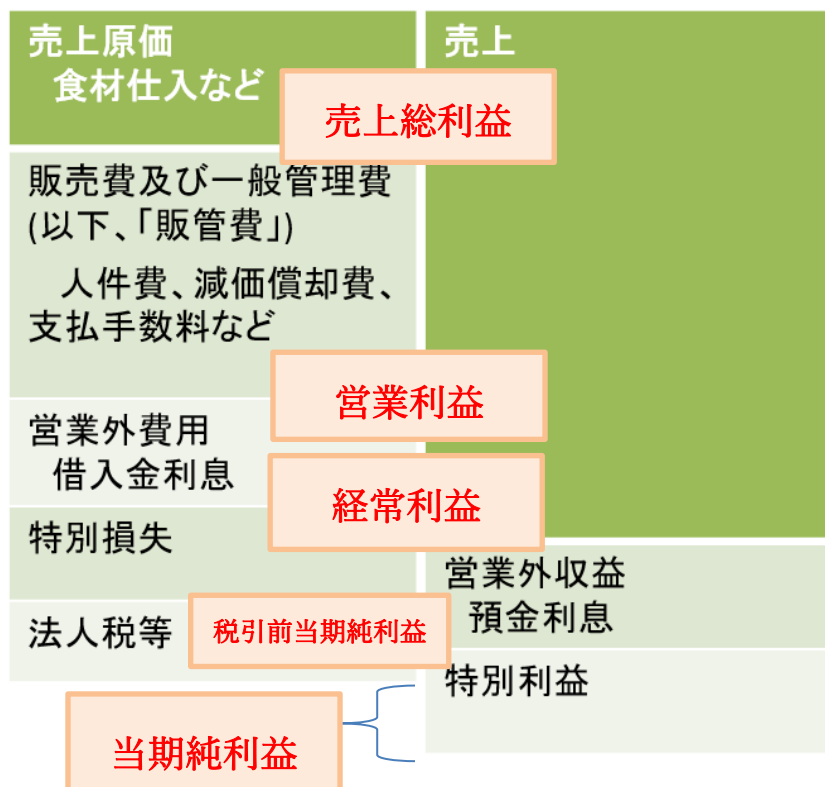 売上原価
食材仕入など
売上
売上総利益
販売費及び一般管理費
(以下、「販管費」)
人件費、減価償却費、
支払手数料など
営業利益
営業外費用
借入金利息
経常利益
特別損失
営業外収益
預金利息
法人税等
税引前当期純利益
特別利益
当期純利益